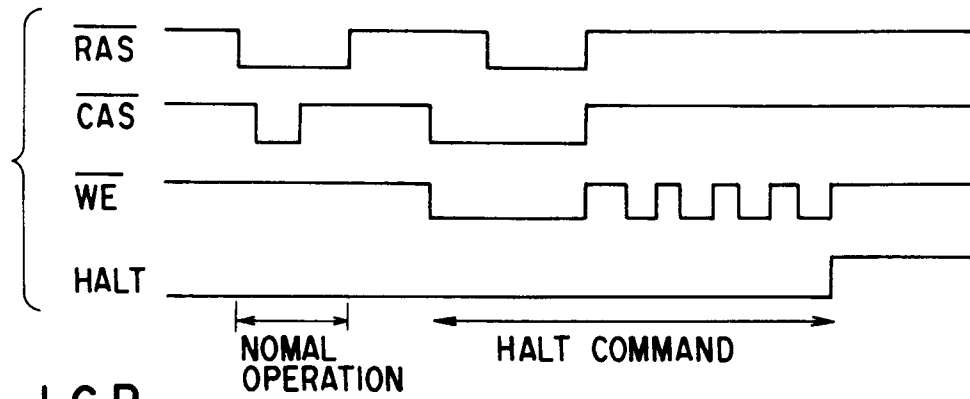 RAS
CAS
WE
HALT
NOMAL
OPERATION
HALT COMMAND